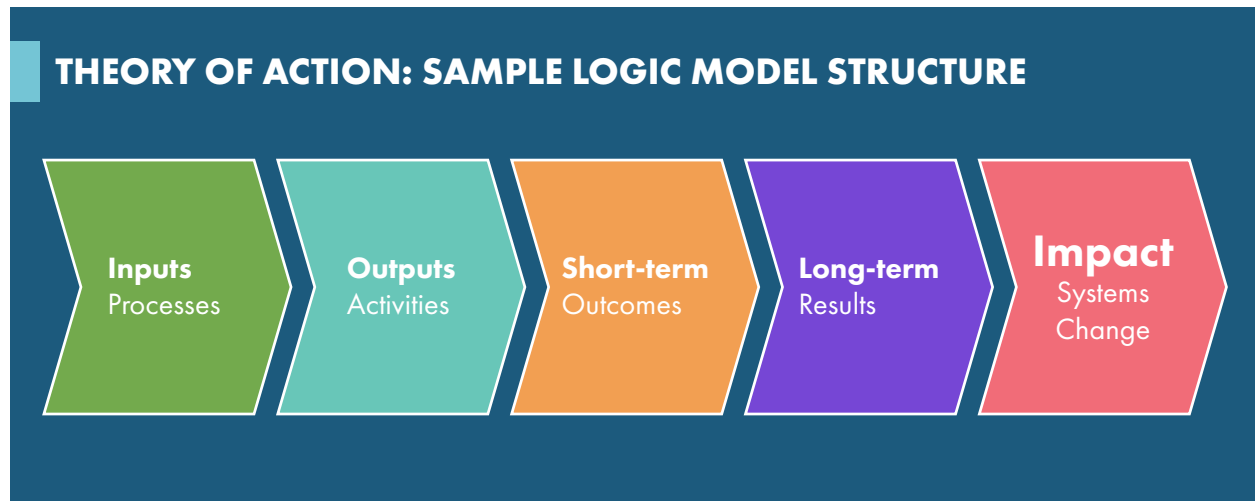 THEORY OF ACTION: SAMPLE LOGIC MODEL STRUCTURE
Inputs
Processes
Outputs
Activities
Short-term
Outcomes
Long-term
Results
Impact
Systems
Change